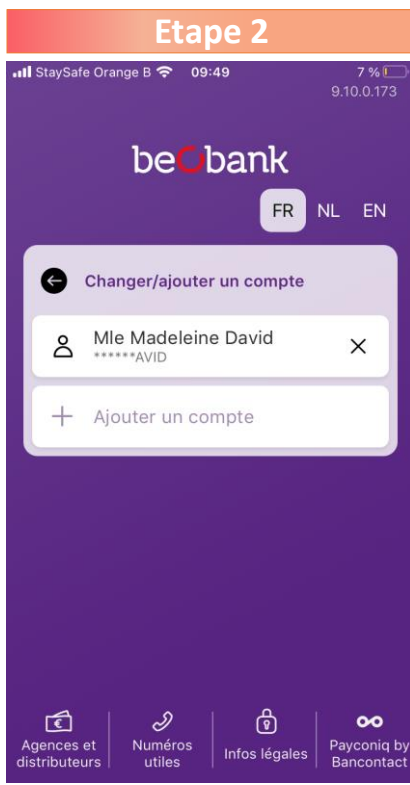 Etape 2
StaySafe Orange B 09:49 7 %
9.10.0.173
beobank
FR NL EN
Changer/ajouter un compte
Mle Madeleine David
******AVID
Ajouter un compte
Agences et distributeurs
Numéros utiles
Infos légales
Payconiq by Bancontact